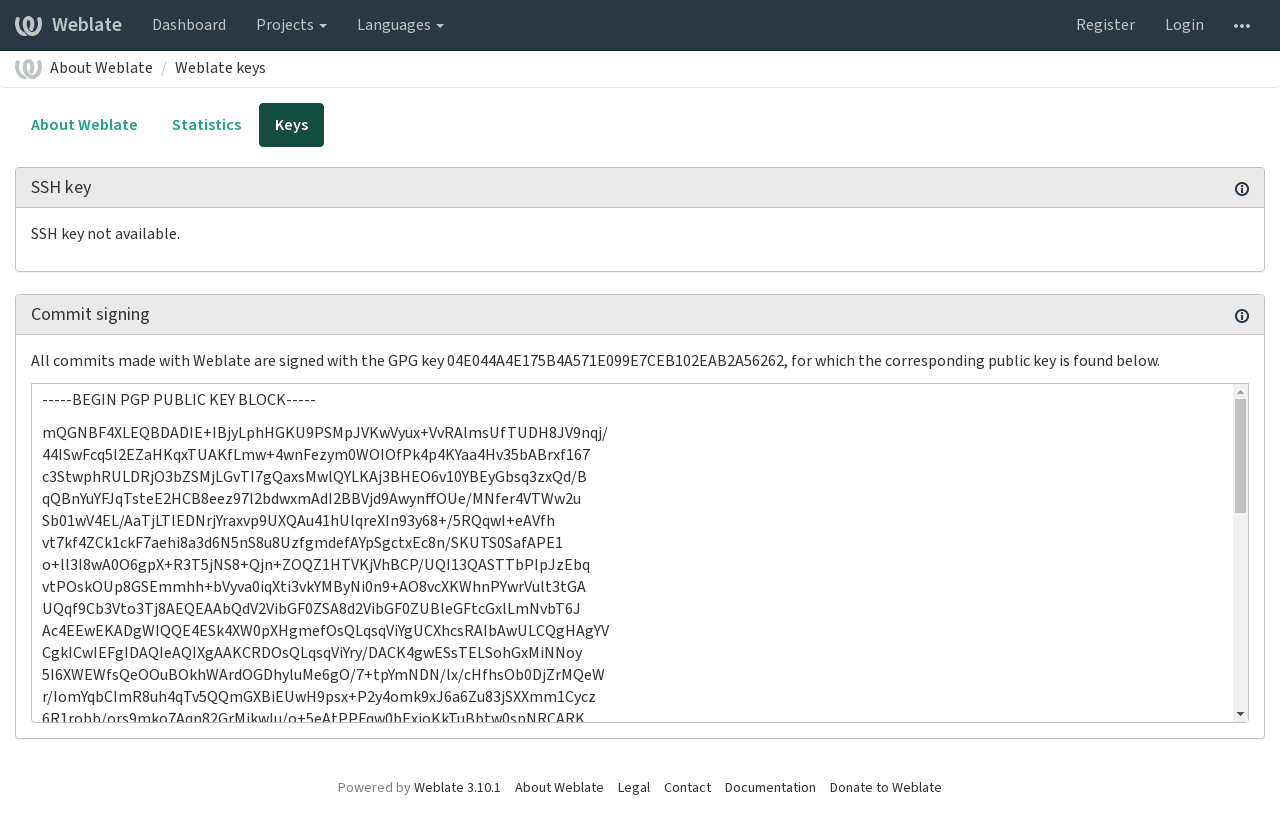 Weblate Dashboard Projects Languages Register Login
About Weblate / Weblate keys
About Weblate Statistics Keys
SSH key
SSH key not available.
Commit signing
All commits made with Weblate are signed with the GPG key 04E044A4E175B4A571E099E7CEB102EAB2A56262, for which the corresponding public key is found below.
-----BEGIN PGP PUBLIC KEY BLOCK-----
mQGNBF4XLEQBDADIE+IBjyLphHGKU9PSMpJVKwVyux+VvRAlmsUfTUDH8JV9nqj/
44ISwFcq5l2EZaHKqxTUAKfLmw+4wnFezym0WOIOfPk4p4KYaa4Hv35bABrxf167
c3StwphRULDRjO3bZSMjLGvTI7gQaxsMwlQYLKAj3BHEO6v10YBEyGbsq3zxQd/B
qQBnYuYFJqTsteE2HCB8eez97l2bdwxmAdI2BBVjd9AwynffOUe/MNfer4VTWw2u
Sb01wV4EL/AaTjLTlEDNrjYraxvp9UXQAu41hUlqreXIn93y68+/5RQqwI+eAVfh
vt7kf4ZCk1ckF7aehi8a3d6N5nS8u8UzfgmdefAYpSgctxEc8n/SKUTS0SafAPE1
o+ll3I8wA0O6gpX+R3T5jNS8+Qjn+ZOQZ1HTVKjVhBCP/UQI13QASTTbPIpJzEbq
vtPOskOUp8GSEmmhh+bVyva0iqXti3vkYMByNi0n9+AO8vcXKWhnPYwrVult3tGA
UQqf9Cb3Vto3Tj8AEQEAAbQdV2VibGF0ZSA8d2VibGF0ZUBleGFtcGxlLmNvbT6J
Ac4EEwEKADgWIQQE4ESk4XW0pXHgmefOsQLqsqViYgUCXhcsRAIbAwULCQgHAgYV
CgkICwIEFgIDAQIeAQIXgAAKCRDOsQLqsqViYry/DACK4gwESsTELSohGxMiNNoy
5I6XWEWfsQeOOuBOkhWArdOGDhyluMe6gO/7+tpYmNDN/lx/cHfhsOb0DjZrMQeW
r/IomYqbCImR8uh4qTv5QQmGXBiEUwH9psx+P2y4omk9xJ6a6Zu83jSXXmm1Cycz
Powered by Weblate 3.10.1 About Weblate Legal Contact Documentation Donate to Weblate